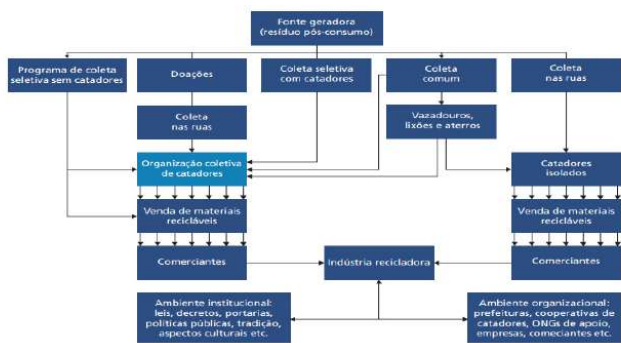 Fonte geradora
(resíduo pós-consumo)
Programa de coleta
seletiva sem catadores
Doações
Coleta seletiva
com catadores
Coleta
comum
Coleta
nas ruas
Coleta
nas ruas
Vazadouros,
lixões e aterros
Organização coletiva
de catadores
Catadores
isolados
Venda de materiais
recicláveis
Venda de materiais
recicláveis
Comerciantes
Indústria recicladora
Comerciantes
Ambiente institucional:
leis, decretos, portarias,
políticas públicas, tradição,
aspectos culturais etc.
Ambiente organizacional:
prefeituras, cooperativas de
catadores, ONGs de apoio,
empresas, comeciantes etc.